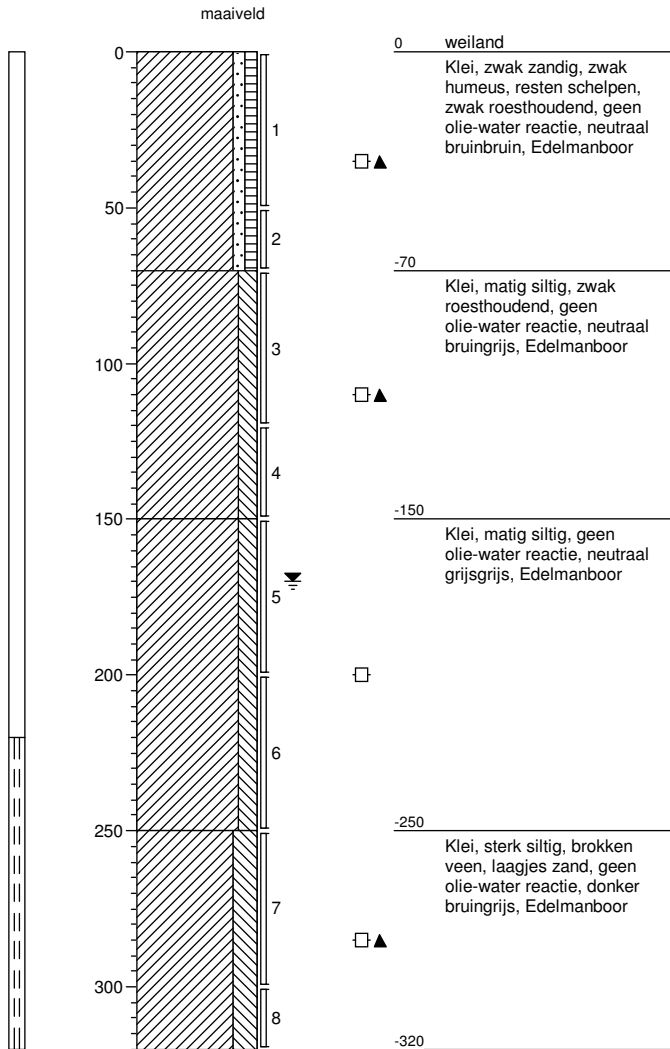 maaiveld
0
50
100
150
200
250
300
1
2
3
4
5
6
7
8
0 weiland
Klei, zwak zandig, zwak
humeus, resten schelpen,
zwak roesthoudend, geen
olie-water reactie, neutraal
bruinbruin, Edelmanboor
-70
Klei, matig siltig, zwak
roesthoudend, geen
olie-water reactie, neutraal
bruingrijs, Edelmanboor
-150
Klei, matig siltig, geen
olie-water reactie, neutraal
grijsgrijs, Edelmanboor
-250
Klei, sterk siltig, brokken
veen, laagjes zand, geen
olie-water reactie, donker
bruingrijs, Edelmanboor
-320